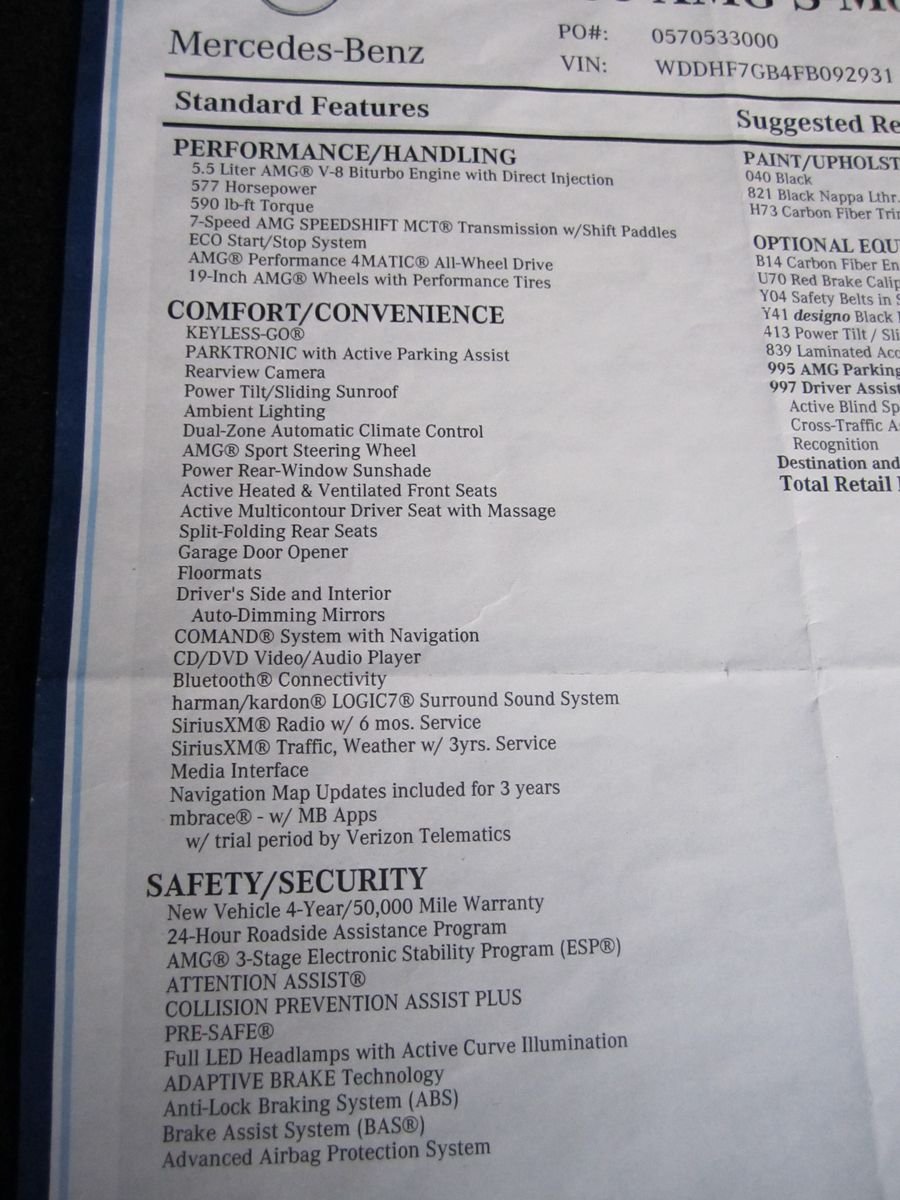 AMG S-M
Mercedes-Benz
PO#: 0570533000
VIN: WDDHF7GB4FB092931
Standard Features
PERFORMANCE/HANDLING
5.5 Liter AMG® V-8 Biturbo Engine with Direct Injection
577 Horsepower
590 lb-ft Torque
7-Speed AMG SPEEDSHIFT MCT® Transmission w/Shift Paddles
ECO Start/Stop System
AMG® Performance 4MATIC® All-Wheel Drive
19-Inch AMG® Wheels with Performance Tires
COMFORT/CONVENIENCE
KEYLESS-GO®
PARKTRONIC with Active Parking Assist
Rearview Camera
Power Tilt/Sliding Sunroof
Ambient Lighting
Dual-Zone Automatic Climate Control
AMG® Sport Steering Wheel
Power Rear-Window Sunshade
Active Heated & Ventilated Front Seats
Active Multicontour Driver Seat with Massage
Split-Folding Rear Seats
Garage Door Opener
Floormats
Driver's Side and Interior
Auto-Dimming Mirrors
COMAND® System with Navigation
CD/DVD Video/Audio Player
Bluetooth® Connectivity
harman/kardon® LOGIC7® Surround Sound System
SiriusXM® Radio w/ 6 mos. Service
SiriusXM® Traffic, Weather w/ 3yrs. Service
Media Interface
Navigation Map Updates included for 3 years
mbrace® - w/ MB Apps
w/ trial period by Verizon Telematics
SAFETY/SECURITY
New Vehicle 4-Year/50,000 Mile Warranty
24-Hour Roadside Assistance Program
AMG® 3-Stage Electronic Stability Program (ESP®)
ATTENTION ASSIST®
COLLISION PREVENTION ASSIST PLUS
PRE-SAFE®
Full LED Headlamps with Active Curve Illumination
ADAPTIVE BRAKE Technology
Anti-Lock Braking System (ABS)
Brake Assist System (BAS®)
Advanced Airbag Protection System
Suggested Re
PAINT/UPHOLST
040 Black
821 Black Nappa Lthr.
H73 Carbon Fiber Tri
OPTIONAL EQU
B14 Carbon Fiber En
U70 Red Brake Calip
Y04 Safety Belts in S
Y41 designo Black
413 Power Tilt / Sli
839 Laminated Aco
995 AMG Parking
997 Driver Assist
Active Blind Sp
Cross-Traffic A
Recognition
Destination and
Total Retail